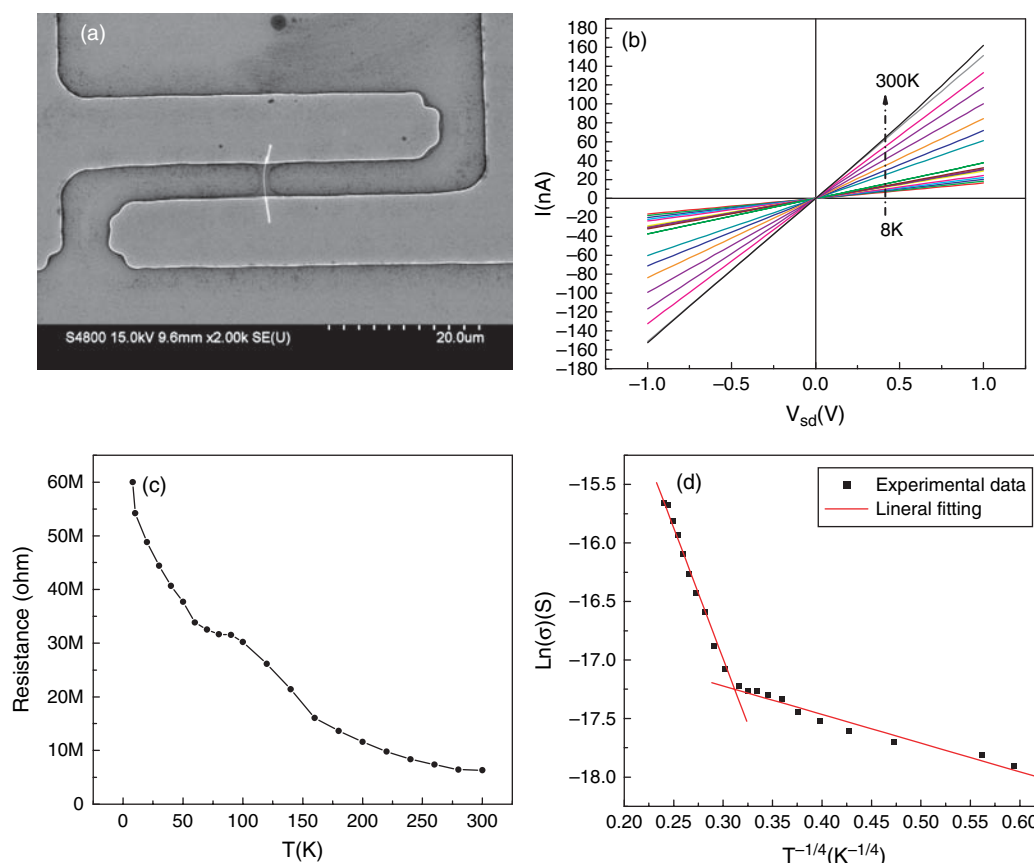 (a)
S4800 15.0kV 9.6mm x2.00k SE(U)
20.0um
(b)
180
160
140
120
100
80
60
40
20
0
−20
−40
−60
−80
−100
−120
−140
−160
−180
I(nA)
300K
8K
−1.0
−0.5
0.0
0.5
1.0
Vsd(V)
(c)
60M
50M
40M
30M
20M
10M
0
Resistance (ohm)
0
50
100
150
200
250
300
T(K)
(d)
Experimental data
Lineral fitting
−15.5
−16.0
−16.5
−17.0
−17.5
−18.0
Ln(σ)(S)
0.20
0.25
0.30
0.35
0.40
0.45
0.50
0.55
0.60
T−1/4(K−1/4)